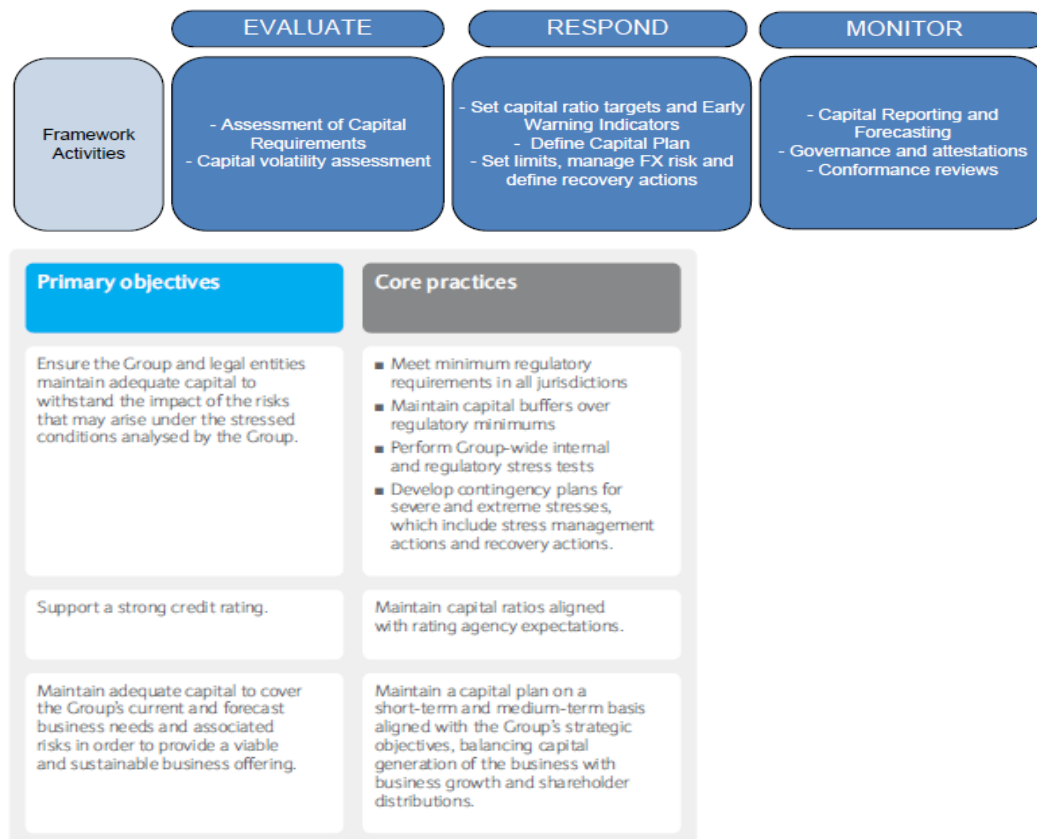 EVALUATE
RESPOND
MONITOR
Framework
Activities
- Assessment of Capital
Requirements
- Capital volatility assessment
- Set capital ratio targets and Early
Warning Indicators
- Define Capital Plan
- Set limits, manage FX risk and
define recovery actions
- Capital Reporting and
Forecasting
- Governance and attestations
- Conformance reviews
Primary objectives
Core practices
Ensure the Group and legal entities
maintain adequate capital to
withstand the impact of the risks
that may arise under the stressed
conditions analysed by the Group.
■ Meet minimum regulatory
requirements in all jurisdictions
■ Maintain capital buffers over
regulatory minimums
■ Perform Group-wide internal
and regulatory stress tests
■ Develop contingency plans for
severe and extreme stresses,
which include stress management
actions and recovery actions.
Support a strong credit rating.
Maintain capital ratios aligned
with rating agency expectations.
Maintain adequate capital to cover
the Group's current and forecast
business needs and associated
risks in order to provide a viable
and sustainable business offering.
Maintain a capital plan on a
short-term and medium-term basis
aligned with the Group's strategic
objectives, balancing capital
generation of the business with
business growth and shareholder
distributions.